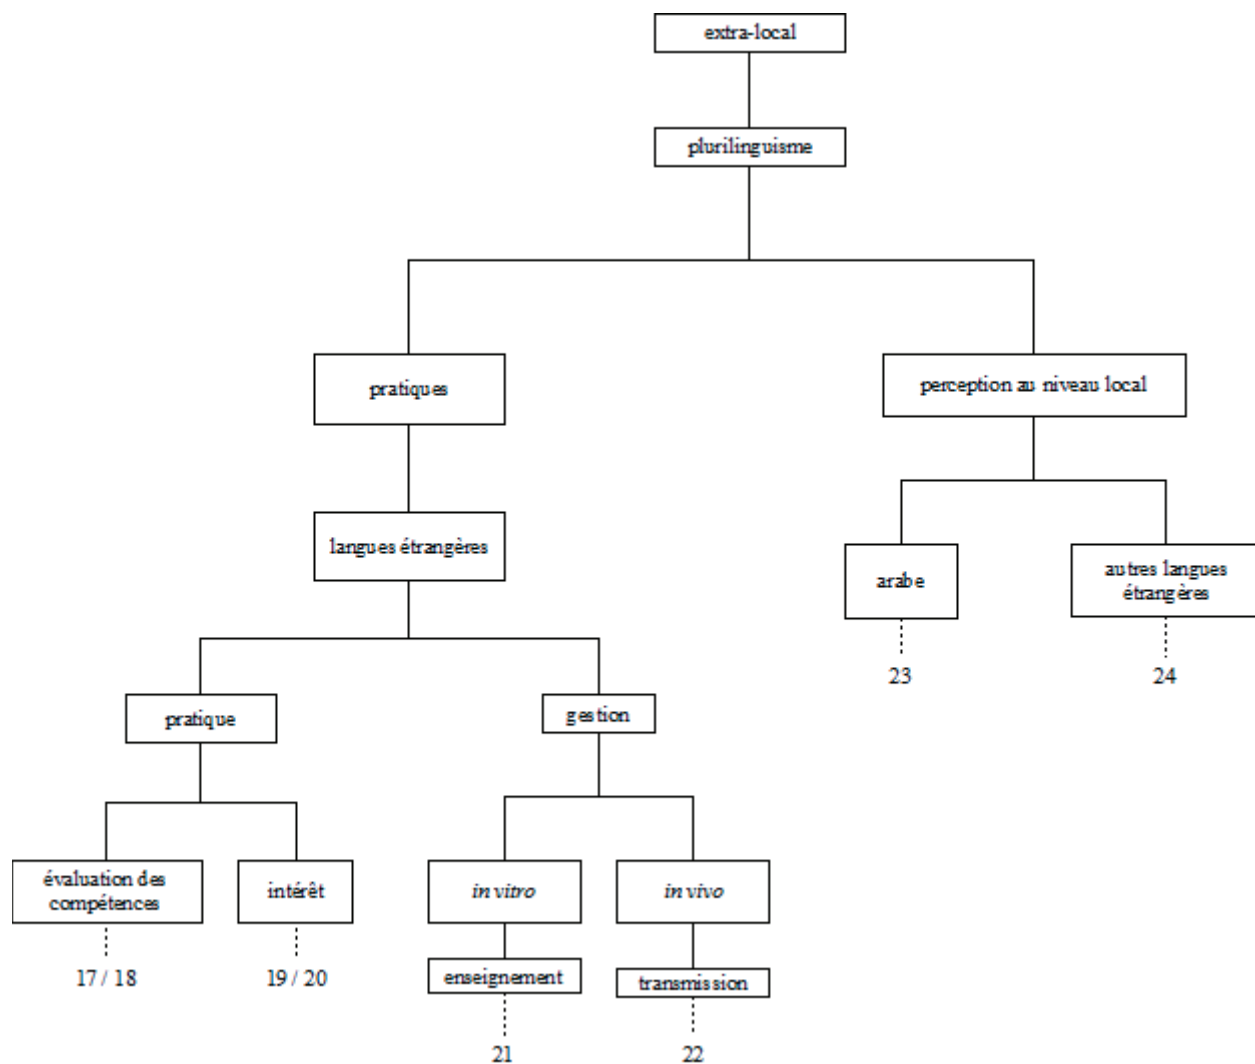 extra-local
plurilinguisme
pratiques
perception au niveau local
langues étrangères
arabe
autres langues
étrangères
23
24
pratique
gestion
évaluation des
compétences
intérêt
in vitro
in vivo
17 / 18
19 / 20
enseignement
transmission
21
22